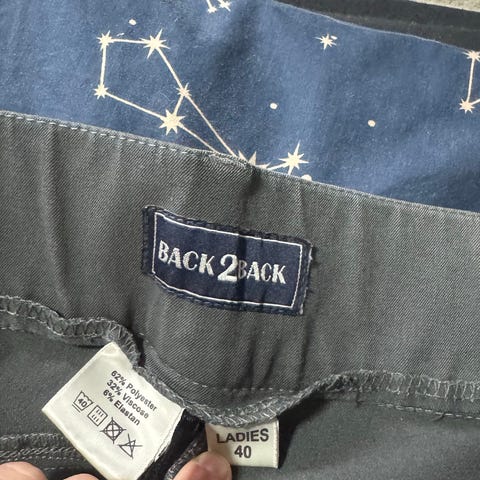 BACK2BACK
62% Polyester
32% Viscose
6% Elastan
40
LADIES
40